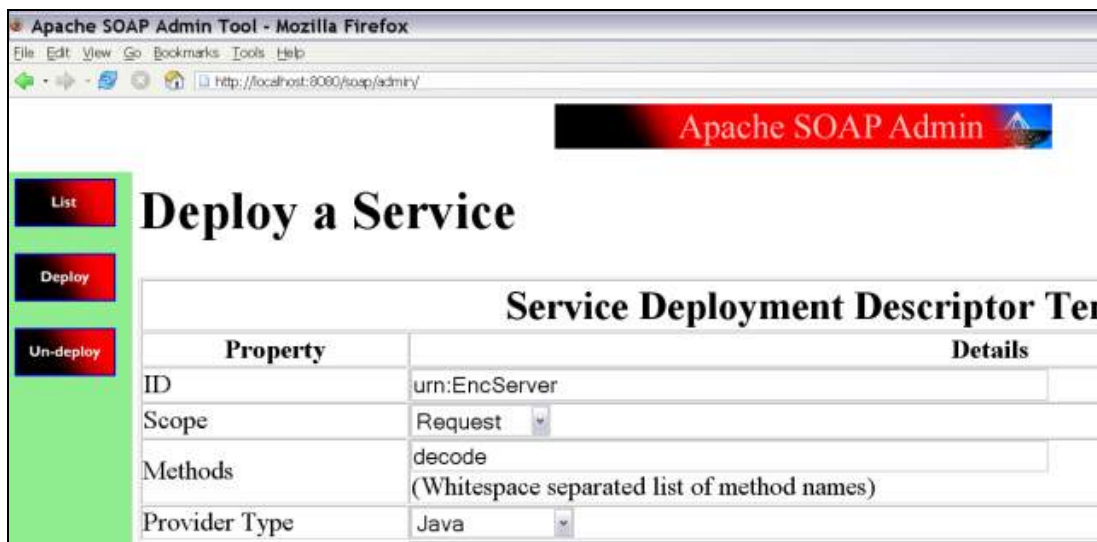 Apache SOAP Admin Tool - Mozilla Firefox
File Edit View Go Bookmarks Tools Help
http://localhost:8080/soap/admin/
Apache SOAP Admin
List
Deploy a Service
Deploy
Service Deployment Descriptor Te
Un-deploy
Property Details
ID urn:EncServer
Scope Request
Methods decode
(Whitespace separated list of method names)
Provider Type Java